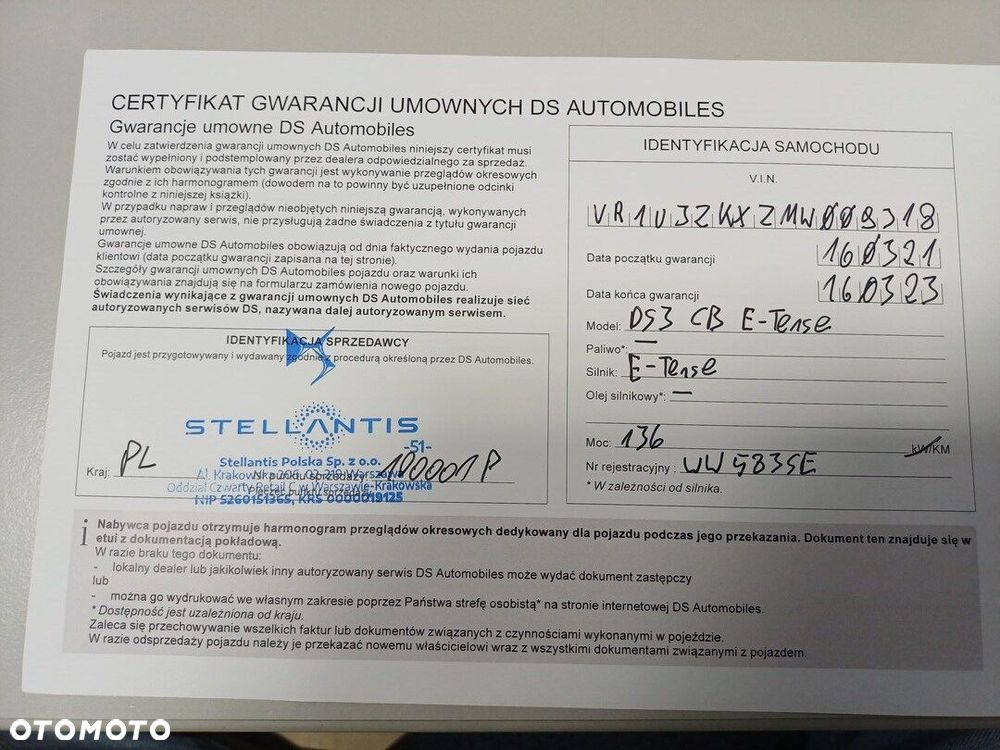 CERTYFIKAT GWARANCJI UMOWNYCH DS AUTOMOBILES
Gwarancje umowne DS Automobiles
W celu zatwierdzenia gwarancji umownych DS Automobiles niniejszy certyfikat musi
zostać wypełniony i podstemplowany przez dealera odpowiedzialnego za sprzedaż.
Warunkiem obowiązywania tych gwarancji jest wykonywanie przeglądów okresowych
zgodnie z ich harmonogramem (dowodem na to powinny być uzupełnione odcinki
kontrolne z niniejszej książki).
W przypadku napraw i przeglądów nieobjętych niniejszą gwarancją, wykonywanych
przez autoryzowany serwis, nie przysługują żadne świadczenia z tytułu gwarancji
umownej.
Gwarancje umowne DS Automobiles obowiązują od dnia faktycznego wydania pojazdu
klientowi (data początku gwarancji zapisana na tej stronie).
Szczegóły gwarancji umownych DS Automobiles pojazdu oraz warunki ich
obowiązywania znajdują się na formularzu zamówienia nowego pojazdu.
Świadczenia wynikające z gwarancji umownych DS Automobiles realizuje sieć
autoryzowanych serwisów DS, nazywana dalej autoryzowanym serwisem.
IDENTYFIKACJA SPRZEDAWCY
Pojazd jest przygotowywany i wydawany zgodnie z procedurą określoną przez DS Automobiles.
STELLANTIS
-51-
Stellantis Polska Sp. z o.o.
Al. Krakowska 206, 02-219 Warszawa
Oddział Czwarty Retail C w Warszawie-Krakowska
NIP 5260151365, KRS 0000019125
Kraj: PL
Nr punktu sprzedaży: 100001P
Pieczęć punktu sprzedaży
IDENTYFIKACJA SAMOCHODU
V.I.N.
VR1UJZKXZMW009318
Data początku gwarancji 160321
Data końca gwarancji 160323
Model: DS3 CB E-Tense
Paliwo*: —
Silnik: E-Tense
Olej silnikowy*: —
Moc: 136 kW/KM
Nr rejestracyjny: WW583SE
* W zależności od silnika.
i Nabywca pojazdu otrzymuje harmonogram przeglądów okresowych dedykowany dla pojazdu podczas jego przekazania. Dokument ten znajduje się w
etui z dokumentacją pokładową.
W razie braku tego dokumentu:
- lokalny dealer lub jakikolwiek inny autoryzowany serwis DS Automobiles może wydać dokument zastępczy
lub
- można go wydrukować we własnym zakresie poprzez Państwa strefę osobistą* na stronie internetowej DS Automobiles.
* Dostępność jest uzależniona od kraju.
Zaleca się przechowywanie wszelkich faktur lub dokumentów związanych z czynnościami wykonanymi w pojeździe.
W razie odsprzedaży pojazdu należy je przekazać nowemu właścicielowi wraz z wszystkimi dokumentami związanymi z pojazdem.
OTOMOTO